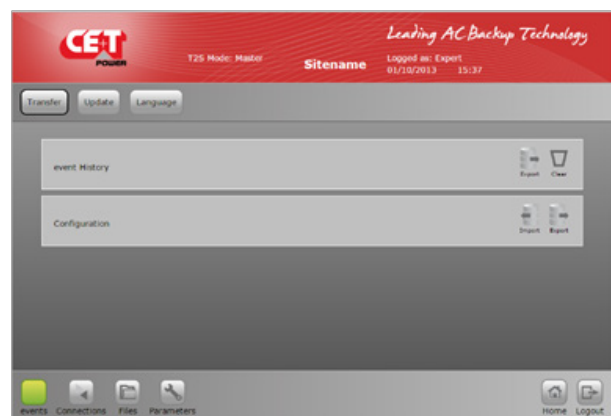 CE+T
POWER
Leading AC Backup Technology
T2S Mode: Master
Sitename
Logged as: Expert
01/10/2013 15:37
Transfer Update Language
event History
Export Clear
Configuration
Import Export
events Connections Files Parameters
Home Logout